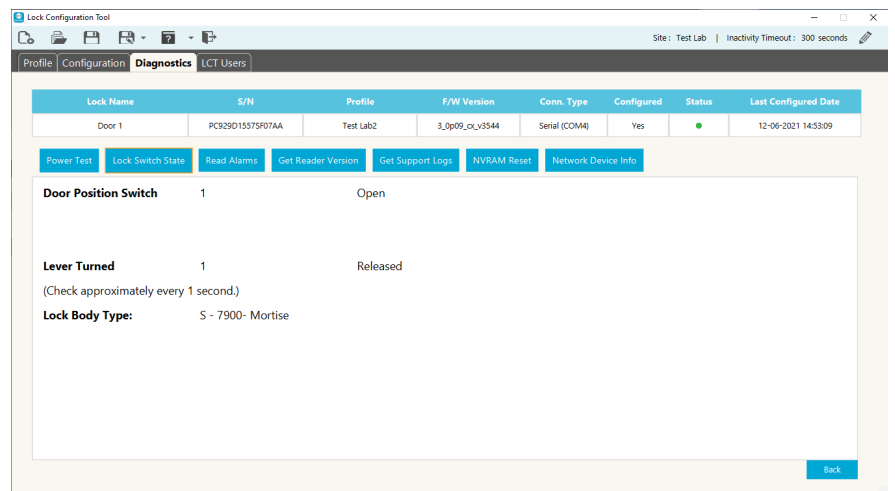 Lock Configuration Tool
Site : Test Lab | Inactivity Timeout : 300 seconds
Profile Configuration Diagnostics LCT Users
Lock Name S/N Profile F/W Version Conn. Type Configured Status Last Configured Date
Door 1 PC929D1557SF07AA Test Lab2 3_0p09_cx_v3544 Serial (COM4) Yes 12-06-2021 14:53:09
Power Test Lock Switch State Read Alarms Get Reader Version Get Support Logs NVRAM Reset Network Device Info
Door Position Switch 1 Open
Lever Turned 1 Released
(Check approximately every 1 second.)
Lock Body Type: S - 7900- Mortise
Back